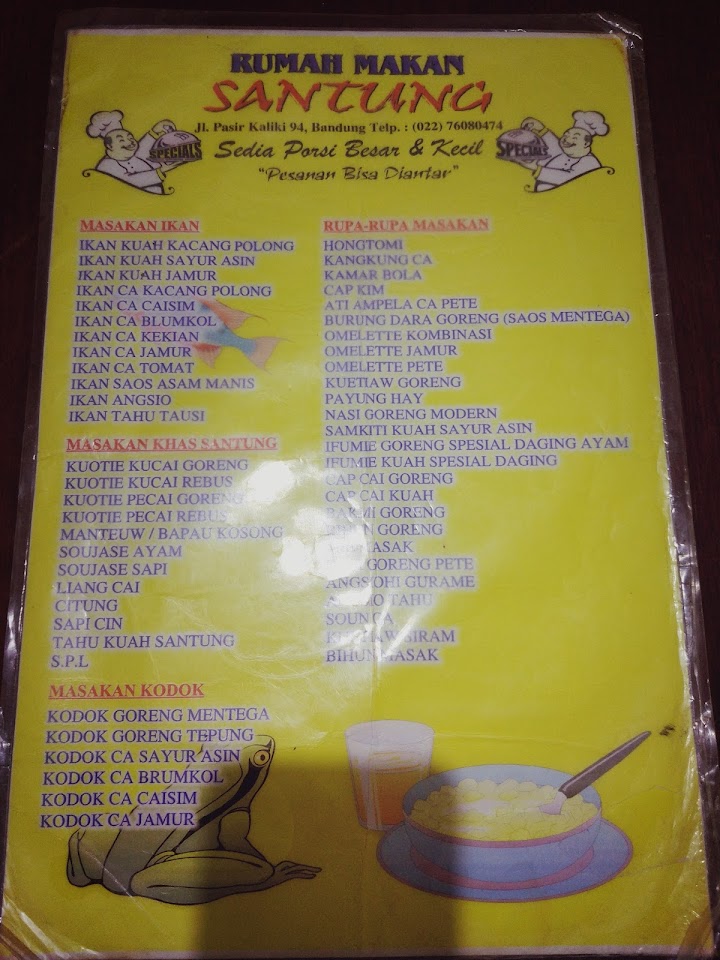 RUMAH MAKAN
SANTUNG
Jl. Pasir Kaliki 94, Bandung Telp. : (022) 76080474
SPECIALS
Sedia Porsi Besar & Kecil
SPECIALS
"Pesanan Bisa Diantar"
MASAKAN IKAN
IKAN KUAH KACANG POLONG
IKAN KUAH SAYUR ASIN
IKAN KUAH JAMUR
IKAN CA KACANG POLONG
IKAN CA CAISIM
IKAN CA BLUMKOL
IKAN CA KEKIAN
IKAN CA JAMUR
IKAN CA TOMAT
IKAN SAOS ASAM MANIS
IKAN ANGSIO
IKAN TAHU TAUSI
MASAKAN KHAS SANTUNG
KUOTIE KUCAI GORENG
KUOTIE KUCAI REBUS
KUOTIE PECAI GORENG
KUOTIE PECAI REBUS
MANTEUW / BAPAU KOSONG
SOUJASE AYAM
SOUJASE SAPI
LIANG CAI
CITUNG
SAPI CIN
TAHU KUAH SANTUNG
S.P.L
MASAKAN KODOK
KODOK GORENG MENTEGA
KODOK GORENG TEPUNG
KODOK CA SAYUR ASIN
KODOK CA BRUMKOL
KODOK CA CAISIM
KODOK CA JAMUR
RUPA-RUPA MASAKAN
HONGTOMI
KANGKUNG CA
KAMAR BOLA
CAP KIM
ATI AMPELA CA PETE
BURUNG DARA GORENG (SAOS MENTEGA)
OMELETTE KOMBINASI
OMELETTE JAMUR
OMELETTE PETE
KUETIAW GORENG
PAYUNG HAY
NASI GORENG MODERN
SAMKITI KUAH SAYUR ASIN
IFUMIE GORENG SPESIAL DAGING AYAM
IFUMIE KUAH SPESIAL DAGING
CAP CAI GORENG
CAP CAI KUAH
BAKMI GORENG
BIHUN GORENG
MASAK
GORENG PETE
GURAME
TAHU
SOUN CA
SIRAM
BIHUN MASAK